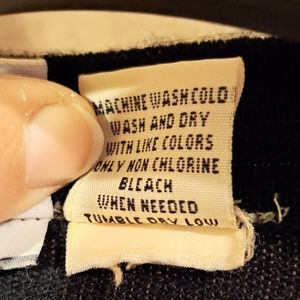 MACHINE WASH COLD
WASH AND DRY
WITH LIKE COLORS
ONLY NON CHLORINE
BLEACH
WHEN NEEDED
TUMBLE DRY LOW